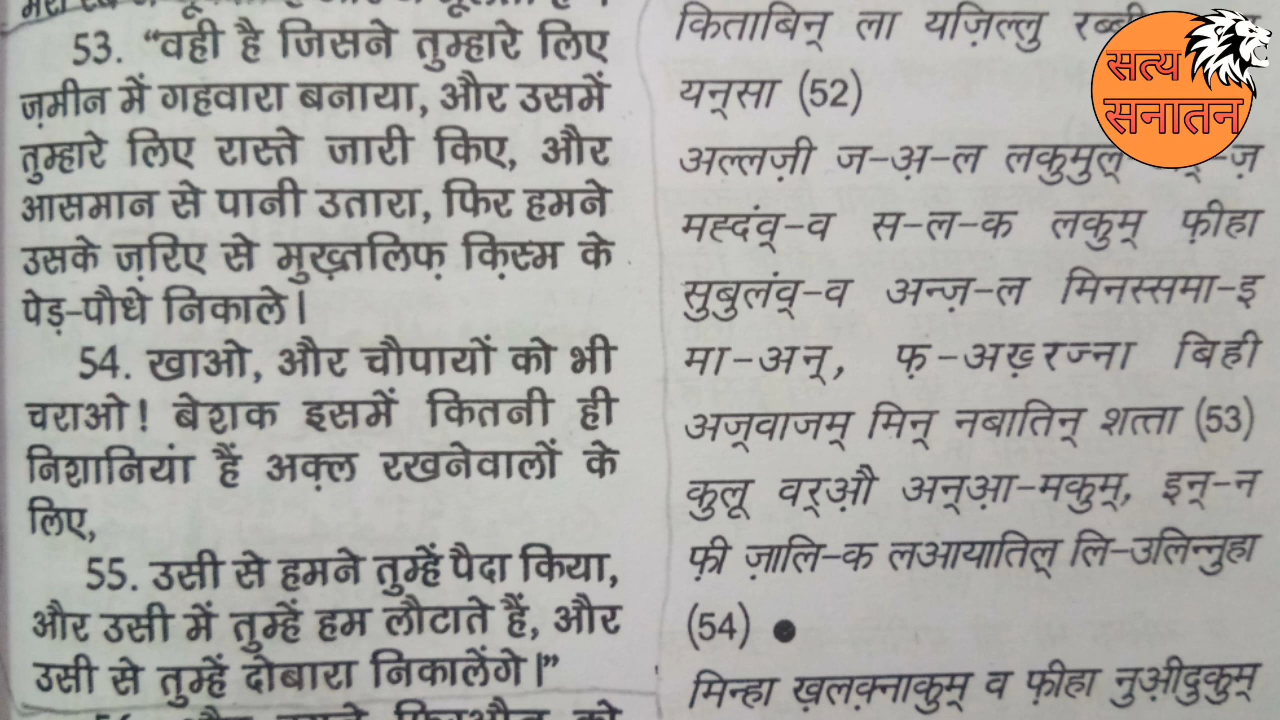 53. “वही है जिसने तुम्हारे लिए
ज़मीन में गहवारा बनाया, और उसमें
तुम्हारे लिए रास्ते जारी किए, और
आसमान से पानी उतारा, फिर हमने
उसके ज़रिए से मुख़्तलिफ़ क़िस्म के
पेड़-पौधे निकाले।
54. खाओ, और चौपायों को भी
चराओ! बेशक इसमें कितनी ही
निशानियां हैं अक़्ल रखनेवालों के
लिए,
55. उसी से हमने तुम्हें पैदा किया,
और उसी में तुम्हें हम लौटाते हैं, और
उसी से तुम्हें दोबारा निकालेंगे।”
किताबिन् ला यज़िल्लु
यन्सा (52)
अल्लज़ी ज-अ़-ल लकुमुल्
मह्दंव्-व स-ल-क लकुम् फ़ीहा
सुबुलंव्-व अन्ज़-ल मिनस्समा-इ
मा-अन्, फ़-अख़्रज्ना बिही
अज़्वाजम् मिन् नबातिन् शत्ता (53)
कुलू वर्औ़ अन्आ़-मकुम्, इन्-न
फ़ी ज़ालि-क लआयातिल् लि-उलिन्नुहा
(54) ●
मिन्हा ख़लक़्नाकुम् व फ़ीहा नुअ़ीदुकुम्
सत्य
सनातन